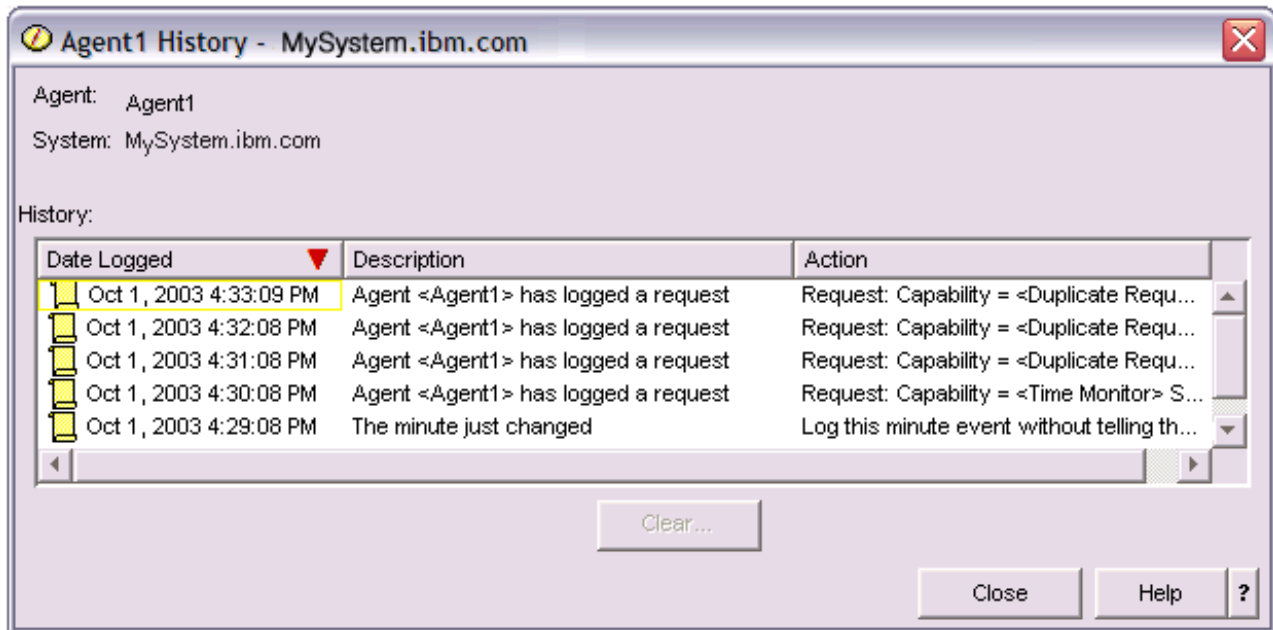 Agent1 History - MySystem.ibm.com
Agent: Agent1
System: MySystem.ibm.com
History:
Date Logged Description Action
Oct 1, 2003 4:33:09 PM Agent <Agent1> has logged a request Request: Capability = <Duplicate Requ...
Oct 1, 2003 4:32:08 PM Agent <Agent1> has logged a request Request: Capability = <Duplicate Requ...
Oct 1, 2003 4:31:08 PM Agent <Agent1> has logged a request Request: Capability = <Duplicate Requ...
Oct 1, 2003 4:30:08 PM Agent <Agent1> has logged a request Request: Capability = <Time Monitor> S...
Oct 1, 2003 4:29:08 PM The minute just changed Log this minute event without telling th...
Clear...
Close Help ?